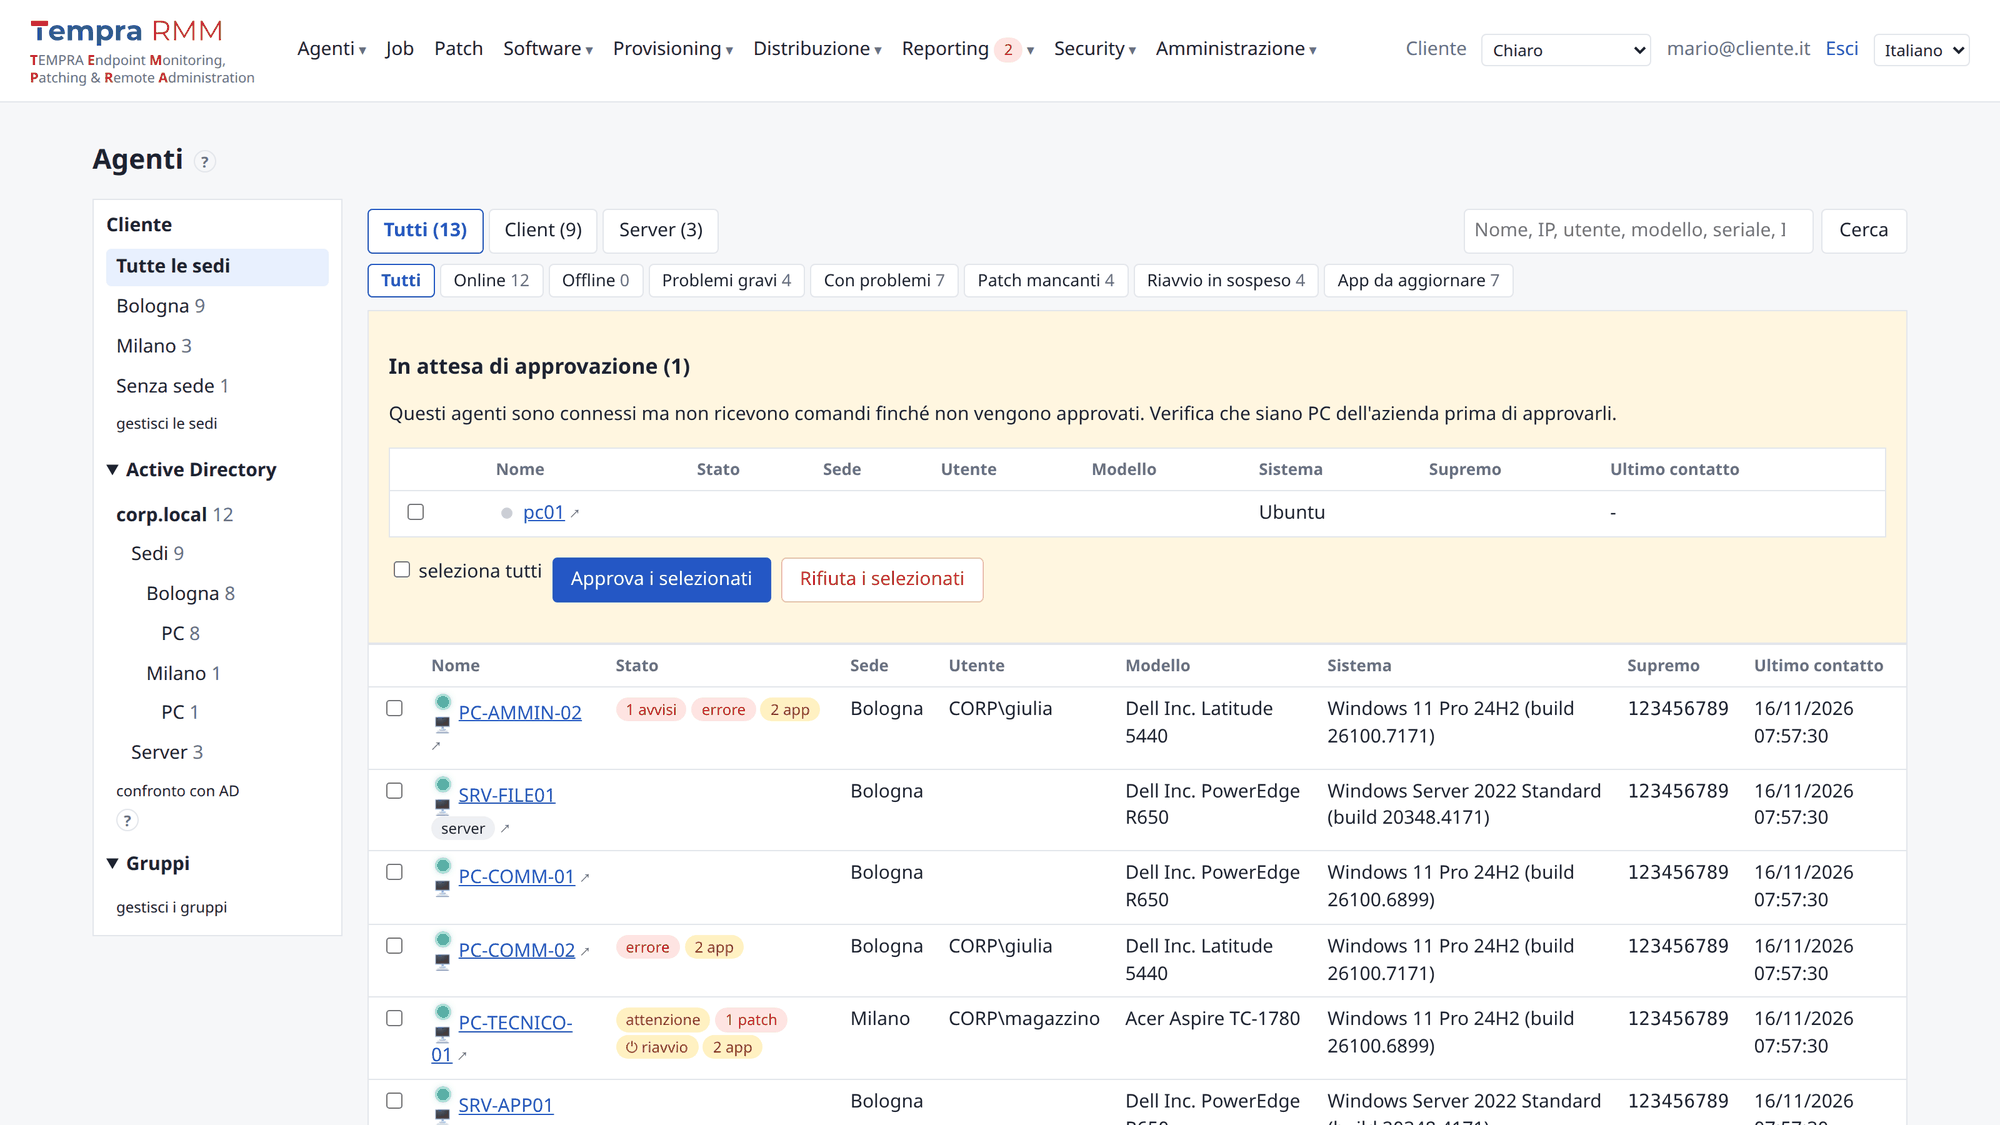 Tempra RMM
TEMPRA Endpoint Monitoring,
Patching & Remote Administration
Agenti ▾ Job Patch Software ▾ Provisioning ▾ Distribuzione ▾ Reporting 2 ▾ Security ▾ Amministrazione ▾
Cliente Chiaro mario@cliente.it Esci Italiano
Agenti ?
Cliente
Tutte le sedi
Bologna 9
Milano 3
Senza sede 1
gestisci le sedi
▼ Active Directory
corp.local 12
Sedi 9
Bologna 8
PC 8
Milano 1
PC 1
Server 3
confronto con AD
?
▼ Gruppi
gestisci i gruppi
Tutti (13) Client (9) Server (3)
Nome, IP, utente, modello, seriale, I Cerca
Tutti Online 12 Offline 0 Problemi gravi 4 Con problemi 7 Patch mancanti 4 Riavvio in sospeso 4 App da aggiornare 7
In attesa di approvazione (1)
Questi agenti sono connessi ma non ricevono comandi finché non vengono approvati. Verifica che siano PC dell'azienda prima di approvarli.
Nome Stato Sede Utente Modello Sistema Supremo Ultimo contatto
pc01 ↗ Ubuntu -
seleziona tutti Approva i selezionati Rifiuta i selezionati
Nome Stato Sede Utente Modello Sistema Supremo Ultimo contatto
PC-AMMIN-02 1 avvisi errore 2 app Bologna CORP\giulia Dell Inc. Latitude Windows 11 Pro 24H2 (build 123456789 16/11/2026
↗ 5440 26100.7171) 07:57:30
SRV-FILE01 Bologna Dell Inc. PowerEdge Windows Server 2022 Standard 123456789 16/11/2026
server ↗ R650 (build 20348.4171) 07:57:30
PC-COMM-01 ↗ Bologna Dell Inc. PowerEdge Windows 11 Pro 24H2 (build 123456789 16/11/2026
R650 26100.6899) 07:57:30
PC-COMM-02 ↗ errore 2 app Bologna CORP\giulia Dell Inc. Latitude Windows 11 Pro 24H2 (build 123456789 16/11/2026
5440 26100.7171) 07:57:30
PC-TECNICO- attenzione 1 patch Milano CORP\magazzino Acer Aspire TC-1780 Windows 11 Pro 24H2 (build 123456789 16/11/2026
01 ↗ riavvio 2 app 26100.6899) 07:57:30
SRV-APP01 Bologna Dell Inc. PowerEdge Windows Server 2022 Standard 123456789 16/11/2026